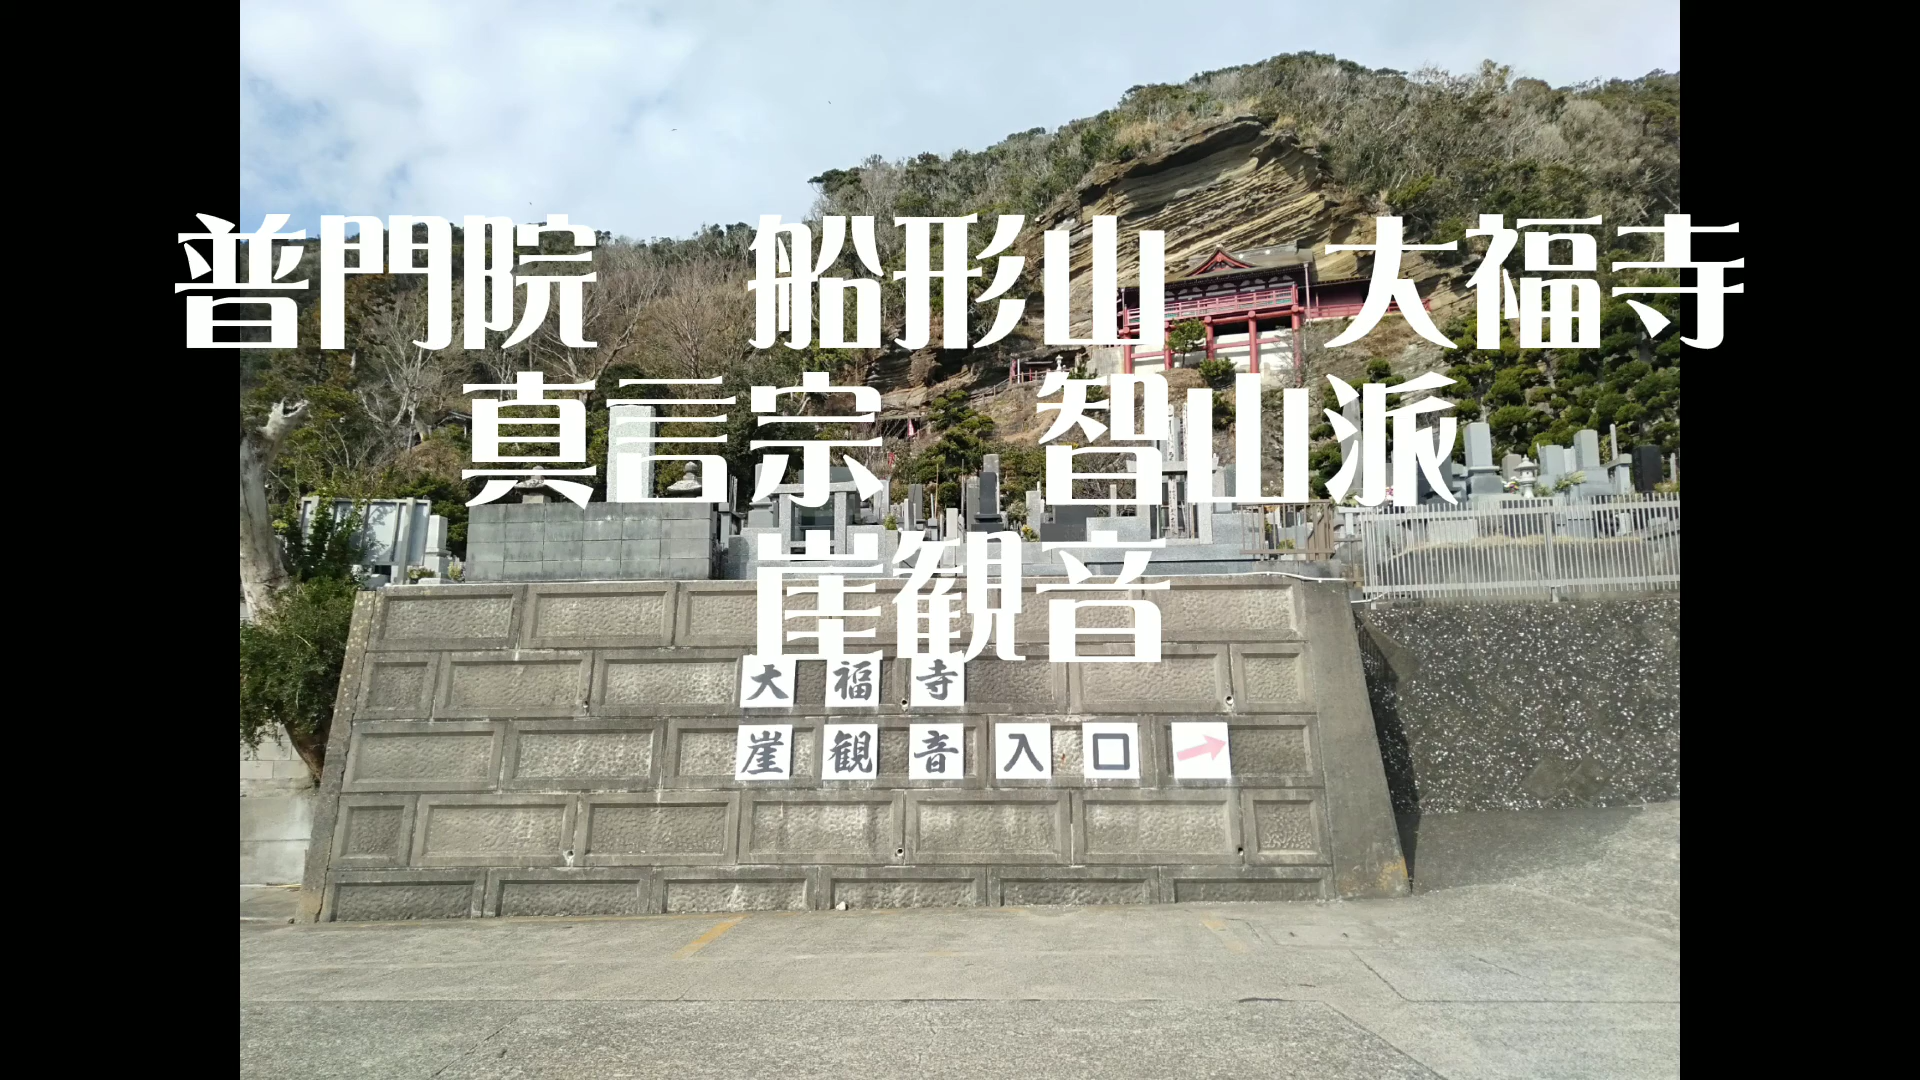 普門院　船形山　大福寺
真言宗　智山派
崖観音
大福寺
崖観音入口→